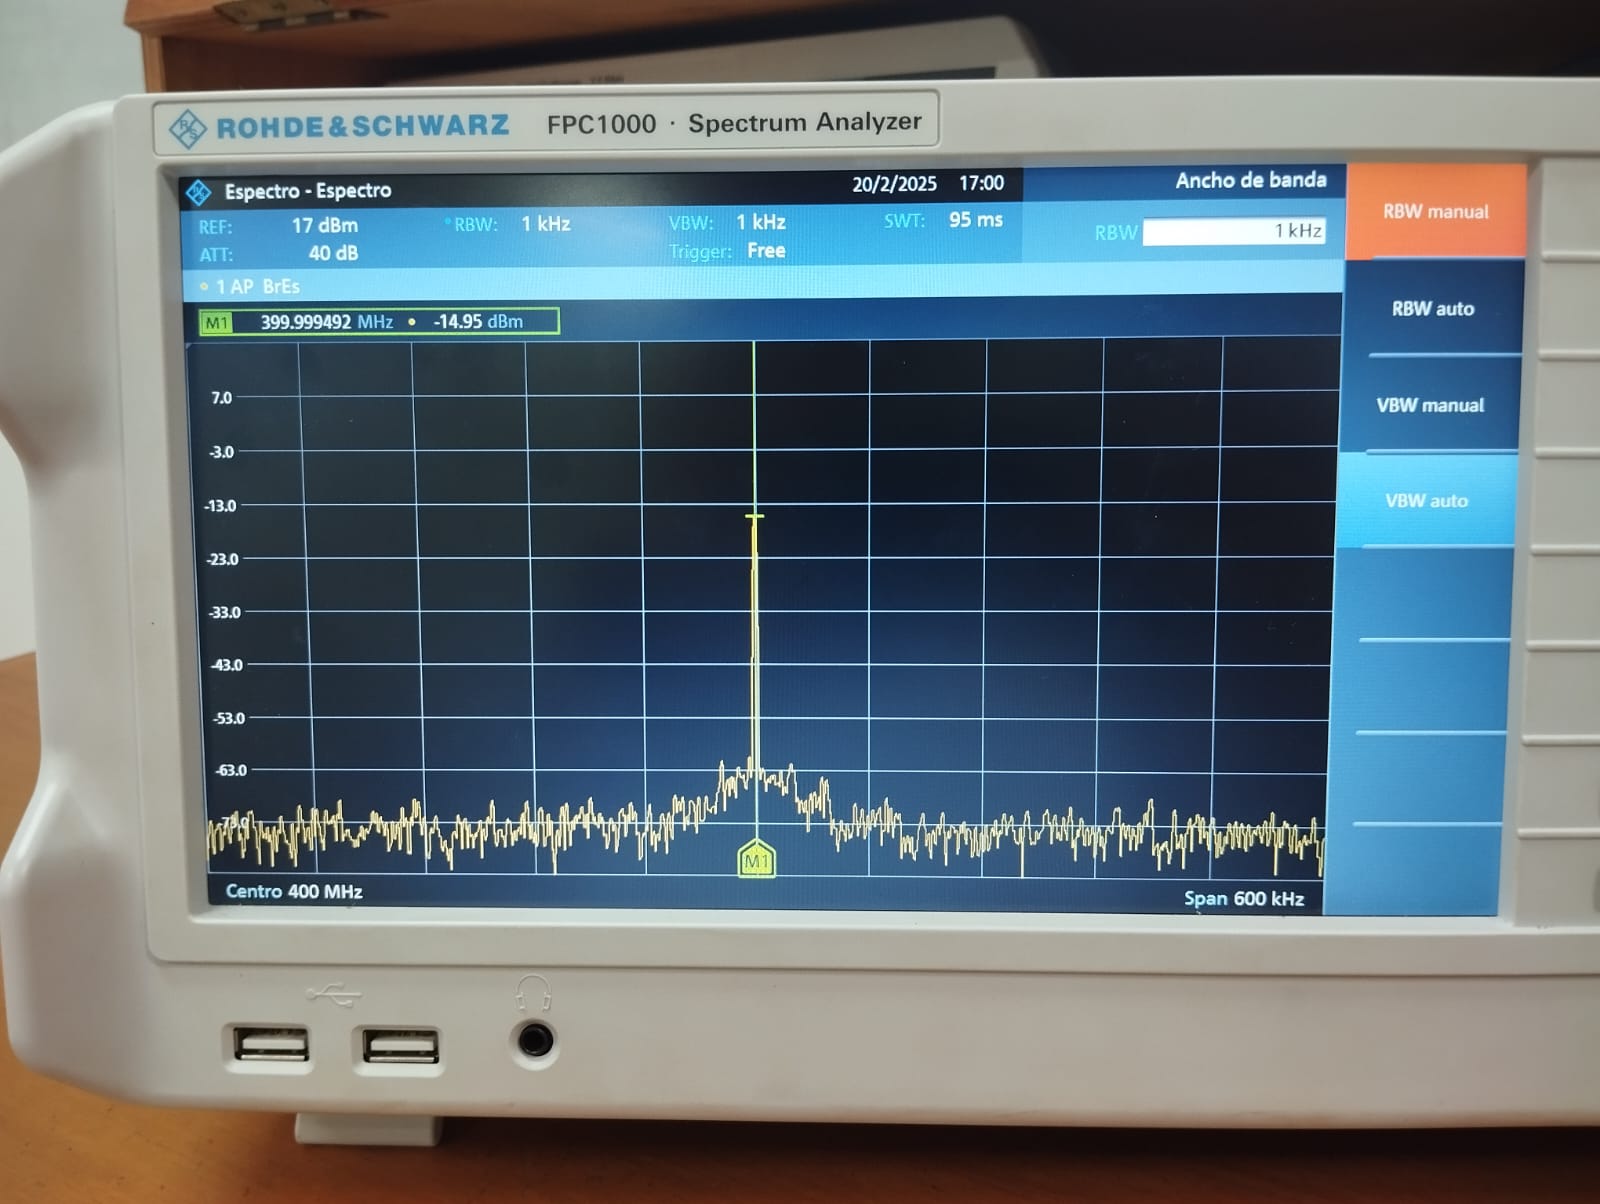 ROHDE&SCHWARZ FPC1000 · Spectrum Analyzer
Espectro - Espectro 20/2/2025 17:00 Ancho de banda
REF: 17 dBm RBW: 1 kHz VBW: 1 kHz SWT: 95 ms RBW 1 kHz
ATT: 40 dB Trigger: Free
1 AP BrEs
M1 399.999492 MHz • -14.95 dBm
RBW manual
RBW auto
VBW manual
VBW auto
7.0
-3.0
-13.0
-23.0
-33.0
-43.0
-53.0
-63.0
-73.0
M1
Centro 400 MHz Span 600 kHz